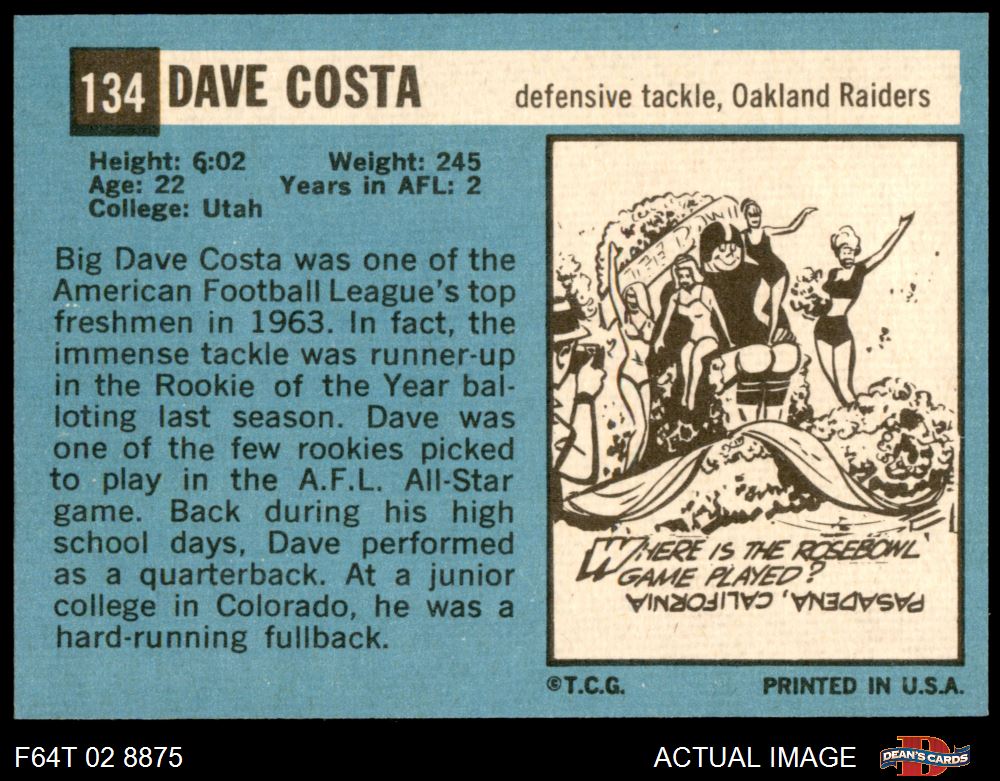 134 DAVE COSTA defensive tackle, Oakland Raiders
Height: 6:02 Weight: 245
Age: 22 Years in AFL: 2
College: Utah
Big Dave Costa was one of the
American Football League's top
freshmen in 1963. In fact, the
immense tackle was runner-up
in the Rookie of the Year bal-
loting last season. Dave was
one of the few rookies picked
to play in the A.F.L. All-Star
game. Back during his high
school days, Dave performed
as a quarterback. At a junior
college in Colorado, he was a
hard-running fullback.
WHERE IS THE ROSEBOWL
GAME PLAYED?
PASADENA, CALIFORNIA
©T.C.G. PRINTED IN U.S.A.
F64T 02 8875 ACTUAL IMAGE DEAN'S CARDS